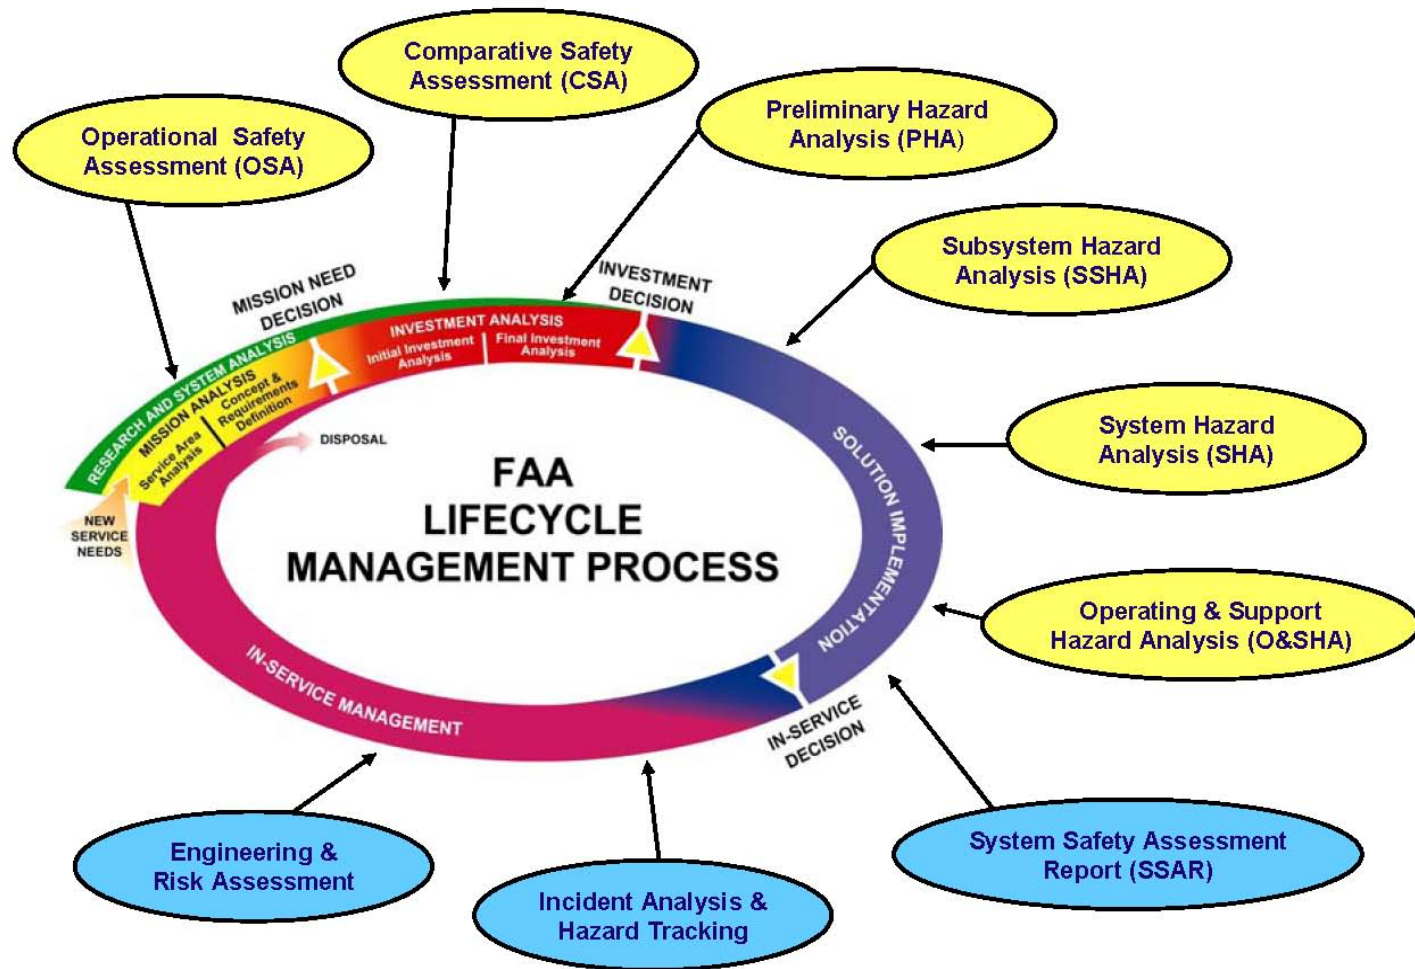 Comparative Safety
Assessment (CSA)
Preliminary Hazard
Analysis (PHA)
Operational Safety
Assessment (OSA)
Subsystem Hazard
Analysis (SSHA)
MISSION NEED
DECISION
INVESTMENT
DECISION
RESEARCH AND SYSTEM ANALYSIS
MISSION ANALYSIS
Service Area
Analysis
Concept &
Requirements
Definition
INVESTMENT ANALYSIS
Initial Investment
Analysis
Final Investment
Analysis
DISPOSAL
NEW
SERVICE
NEEDS
FAA
LIFECYCLE
MANAGEMENT PROCESS
SOLUTION IMPLEMENTATION
System Hazard
Analysis (SHA)
Operating & Support
Hazard Analysis (O&SHA)
IN-SERVICE MANAGEMENT
IN-SERVICE
DECISION
Engineering &
Risk Assessment
Incident Analysis &
Hazard Tracking
System Safety Assessment
Report (SSAR)